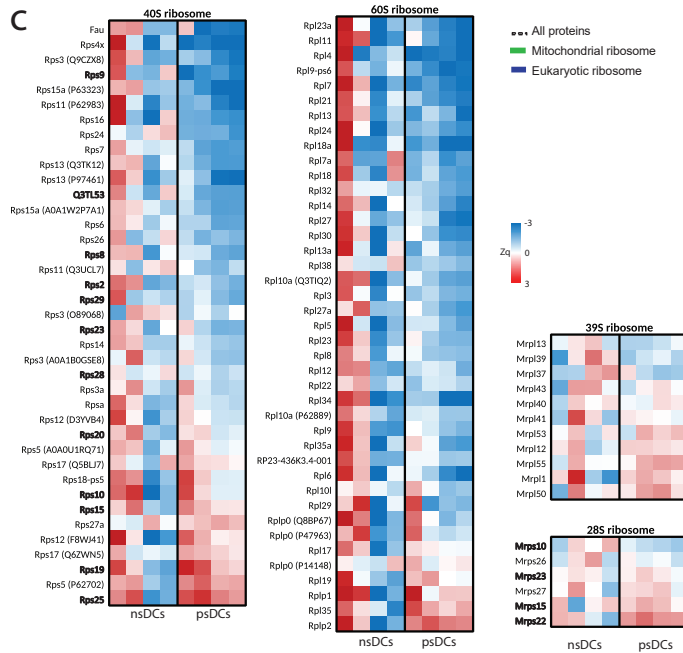 C
40S ribosome
Fau
Rps4x
Rps3 (Q9CZX8)
Rps9
Rps15a (P63323)
Rps11 (P62983)
Rps16
Rps24
Rps7
Rps13 (Q3TK12)
Rps13 (P97461)
Q3TL53
Rps15a (A0A1W2P7A1)
Rps6
Rps26
Rps8
Rps11 (Q3UCL7)
Rps2
Rps29
Rps3 (O89068)
Rps23
Rps14
Rps3 (A0A1B0GSE8)
Rps28
Rps3a
Rpsa
Rps12 (D3YVB4)
Rps20
Rps5 (A0A0U1RQ71)
Rps17 (Q5BLJ7)
Rps18-ps5
Rps10
Rps15
Rps27a
Rps12 (F8WJ41)
Rps17 (Q6ZWN5)
Rps19
Rps5 (P62702)
Rps25
nsDCs psDCs
60S ribosome
Rpl23a
Rpl11
Rpl4
Rpl9-ps6
Rpl7
Rpl21
Rpl13
Rpl24
Rpl18a
Rpl7a
Rpl18
Rpl32
Rpl14
Rpl27
Rpl30
Rpl13a
Rpl38
Rpl10a (Q3TIQ2)
Rpl3
Rpl27a
Rpl5
Rpl23
Rpl8
Rpl12
Rpl22
Rpl34
Rpl10a (P62889)
Rpl9
Rpl35a
RP23-436K3.4-001
Rpl6
Rpl10l
Rpl29
Rplp0 (Q8BP67)
Rplp0 (P47963)
Rpl17
Rplp0 (P14148)
Rpl19
Rplp1
Rpl35
Rplp2
nsDCs psDCs
All proteins
Mitochondrial ribosome
Eukaryotic ribosome
Zq
-3
0
3
39S ribosome
Mrpl13
Mrpl39
Mrpl37
Mrpl43
Mrpl40
Mrpl41
Mrpl53
Mrpl12
Mrpl55
Mrpl1
Mrpl50
28S ribosome
Mrps10
Mrps26
Mrps23
Mrps27
Mrps15
Mrps22
nsDCs psDCs